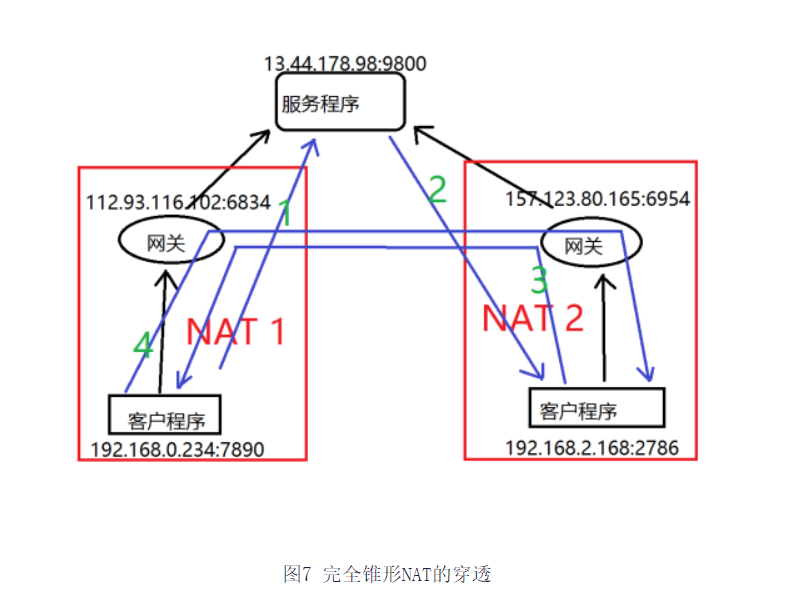 13.44.178.98:9800
服务程序
112.93.116.102:6834
157.123.80.165:6954
1
2
网关
网关
3
4
NAT 1
NAT 2
客户程序
客户程序
192.168.0.234:7890
192.168.2.168:2786
图7 完全锥形NAT的穿透